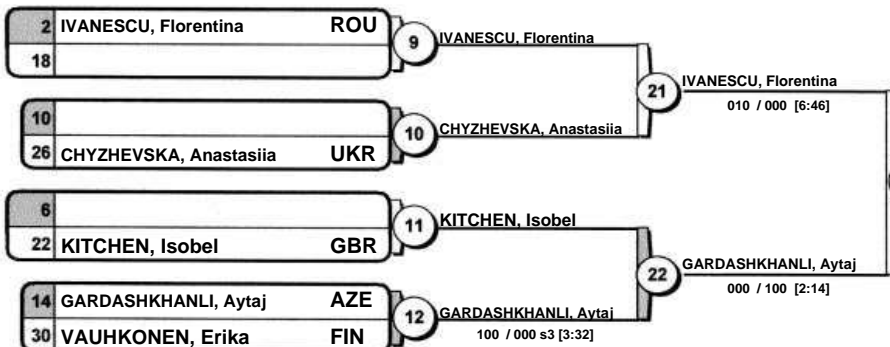 2 IVANESCU, Florentina ROU
18
9 IVANESCU, Florentina
10
26 CHYZHEVSKA, Anastasiia UKR
10 CHYZHEVSKA, Anastasiia
21 IVANESCU, Florentina
010 / 000 [6:46]
6
22 KITCHEN, Isobel GBR
11 KITCHEN, Isobel
14 GARDASHKHANLI, Aytaj AZE
30 VAUHKONEN, Erika FIN
12 GARDASHKHANLI, Aytaj
100 / 000 s3 [3:32]
22 GARDASHKHANLI, Aytaj
000 / 100 [2:14]